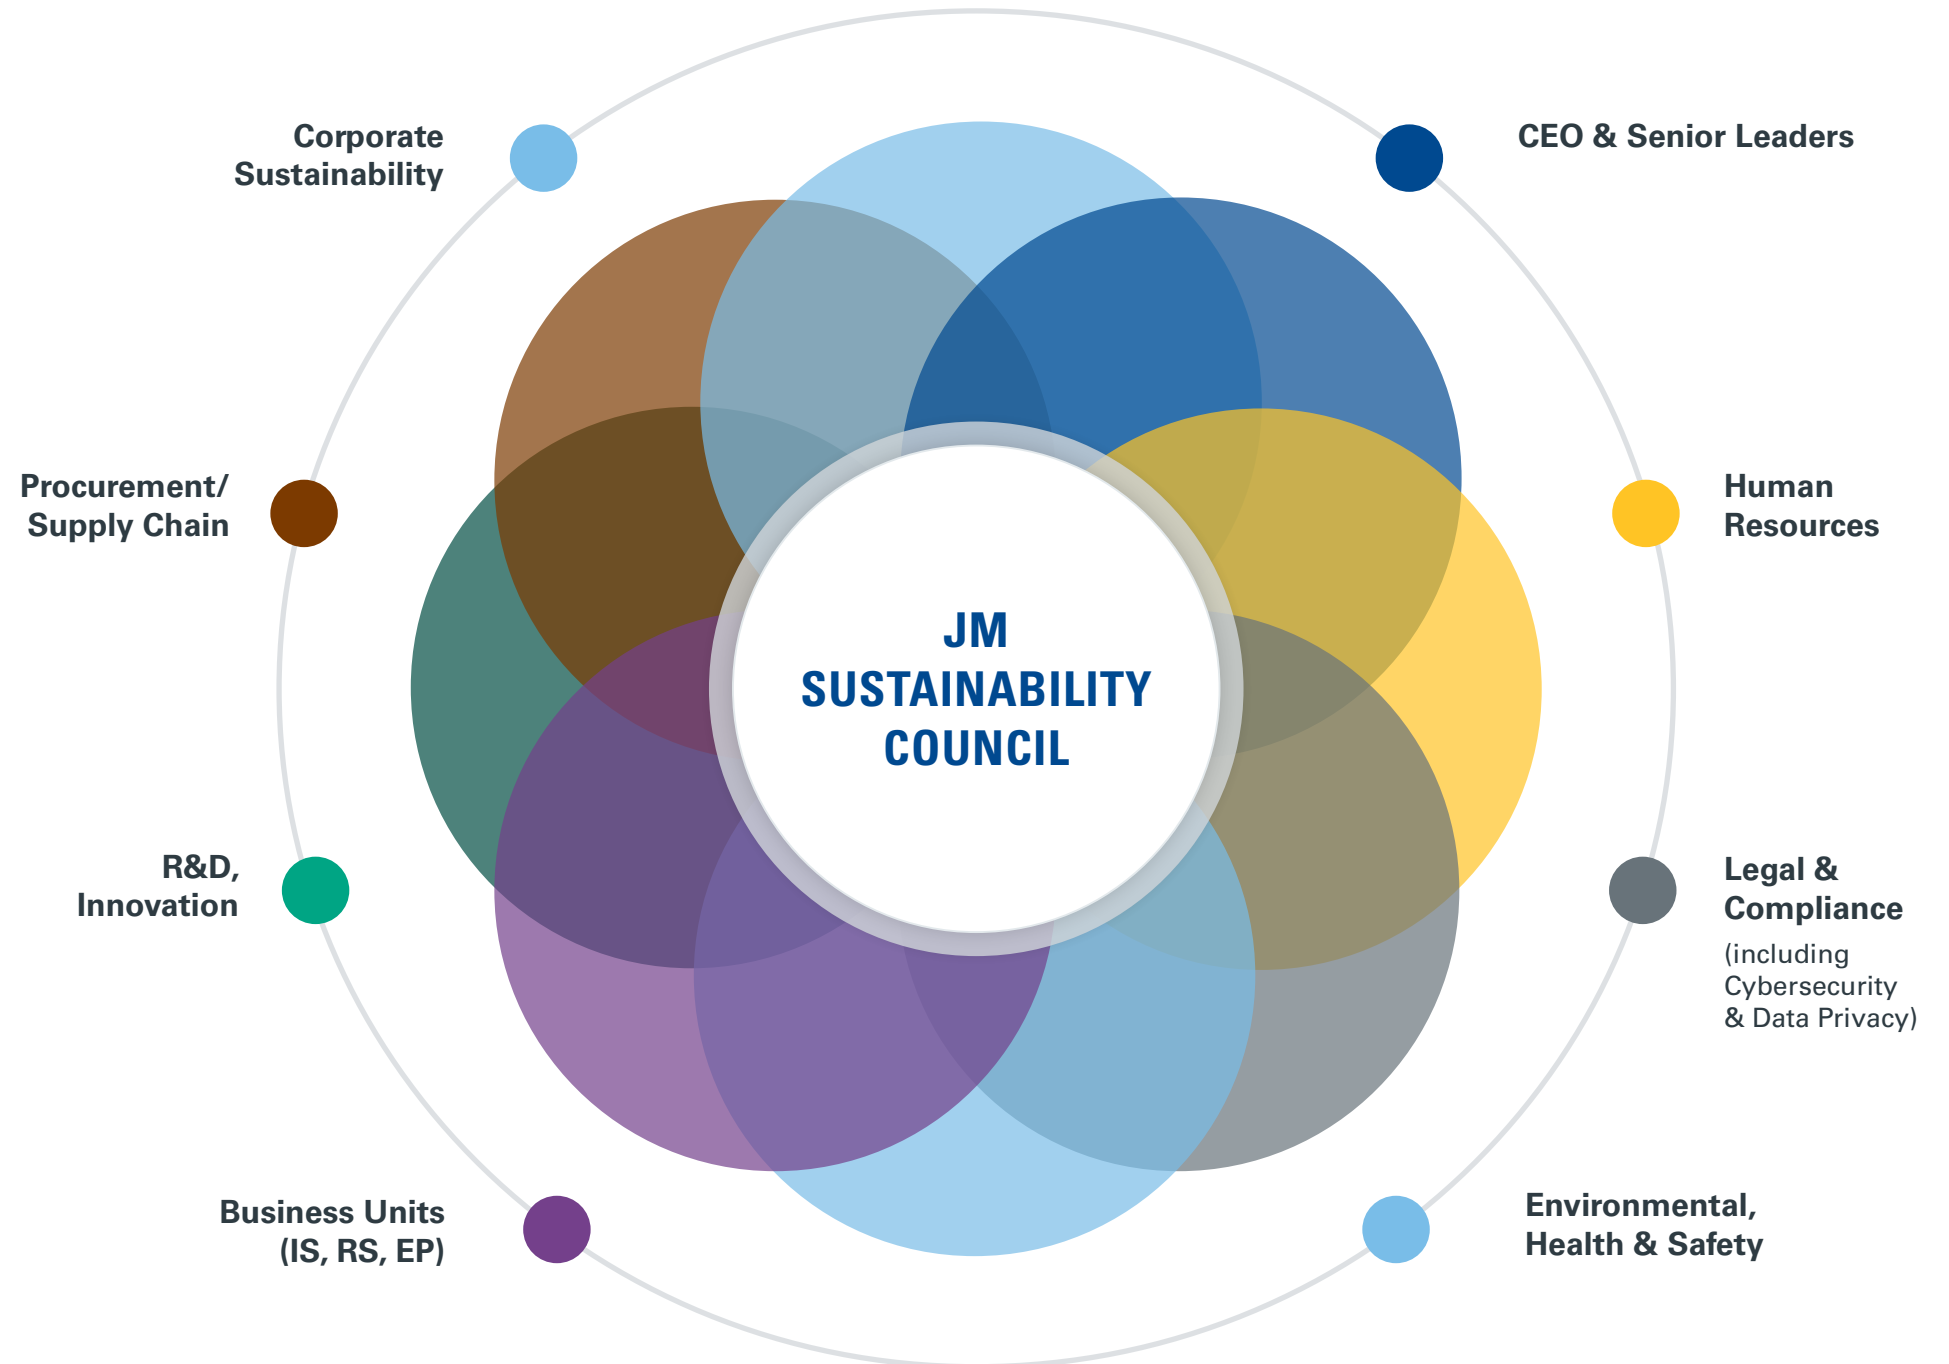 Corporate
Sustainability
CEO & Senior Leaders
Procurement/
Supply Chain
Human
Resources
JM
SUSTAINABILITY
COUNCIL
R&D,
Innovation
Legal &
Compliance
(including
Cybersecurity
& Data Privacy)
Business Units
(IS, RS, EP)
Environmental,
Health & Safety